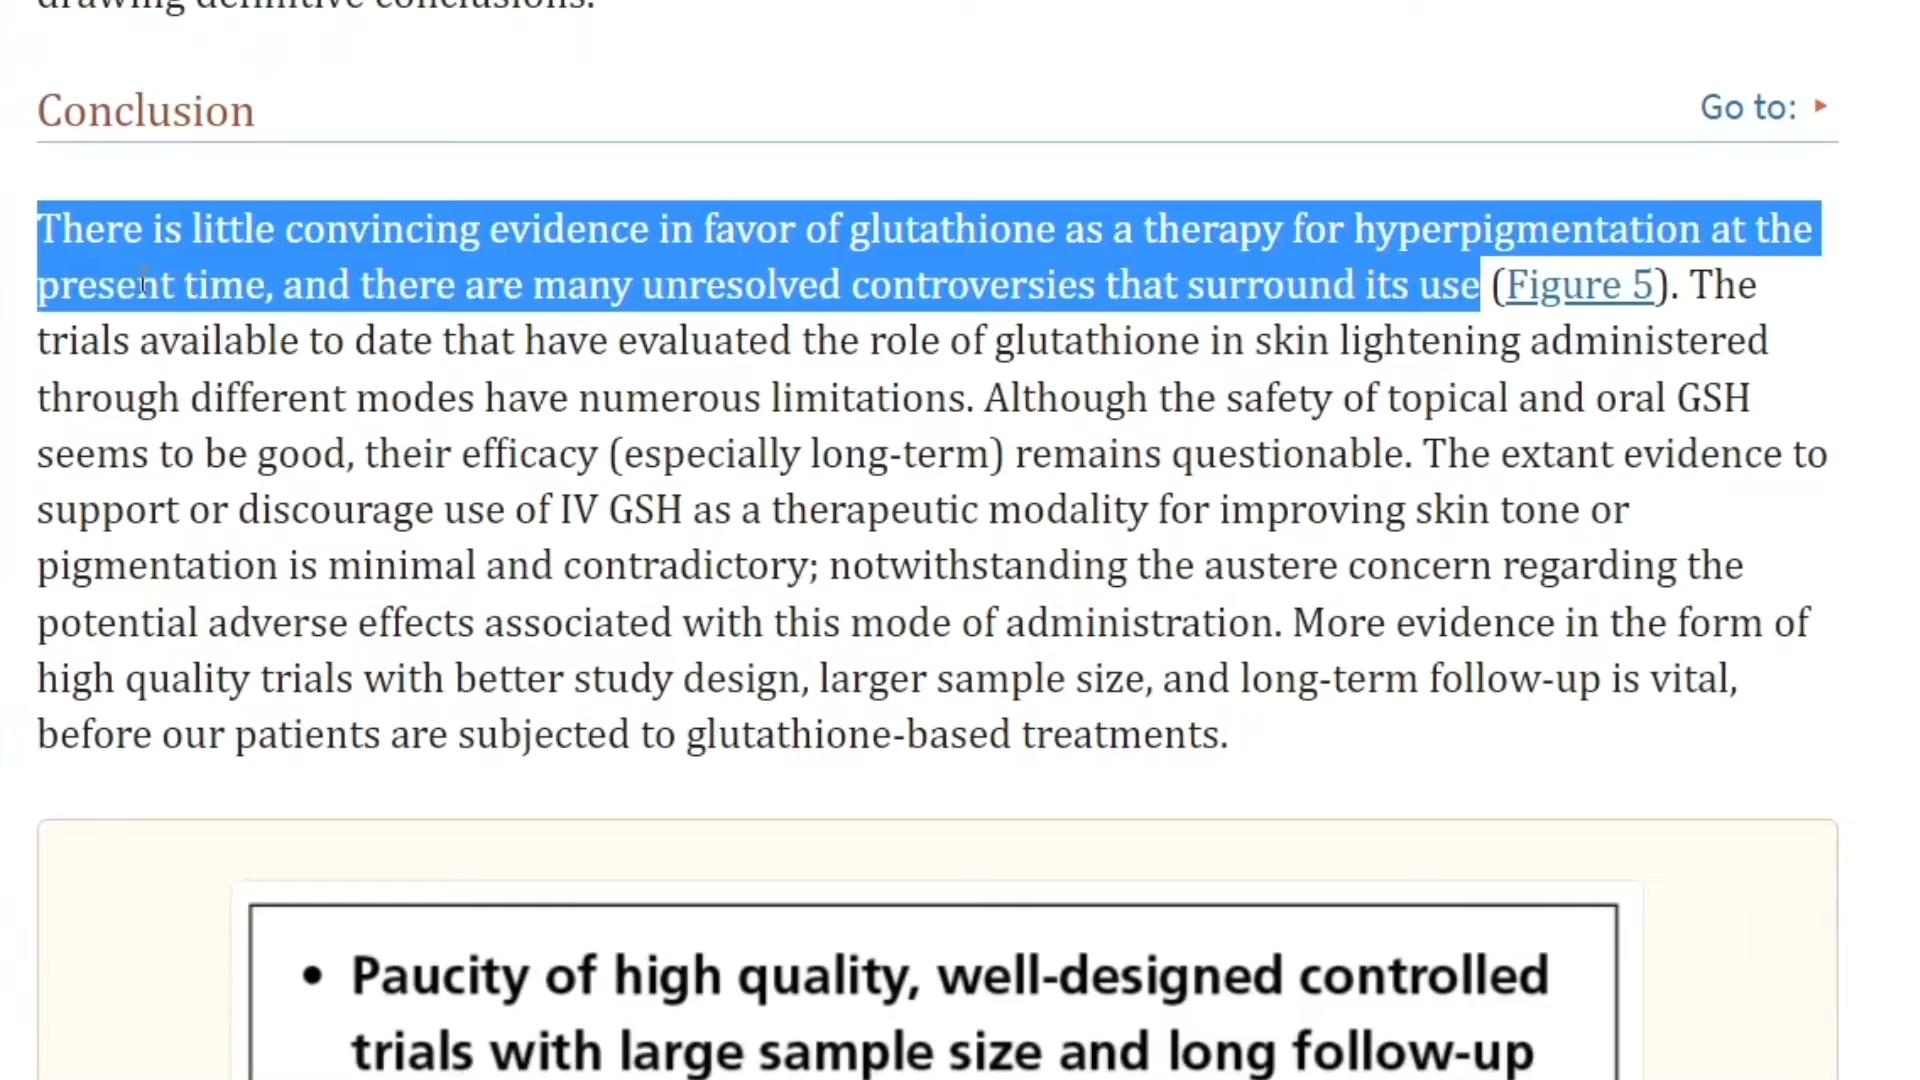 drawing definitive conclusions.
Conclusion
Go to:
There is little convincing evidence in favor of glutathione as a therapy for hyperpigmentation at the
present time, and there are many unresolved controversies that surround its use (Figure 5). The
trials available to date that have evaluated the role of glutathione in skin lightening administered
through different modes have numerous limitations. Although the safety of topical and oral GSH
seems to be good, their efficacy (especially long-term) remains questionable. The extant evidence to
support or discourage use of IV GSH as a therapeutic modality for improving skin tone or
pigmentation is minimal and contradictory; notwithstanding the austere concern regarding the
potential adverse effects associated with this mode of administration. More evidence in the form of
high quality trials with better study design, larger sample size, and long-term follow-up is vital,
before our patients are subjected to glutathione-based treatments.
• Paucity of high quality, well-designed controlled
trials with large sample size and long follow-up